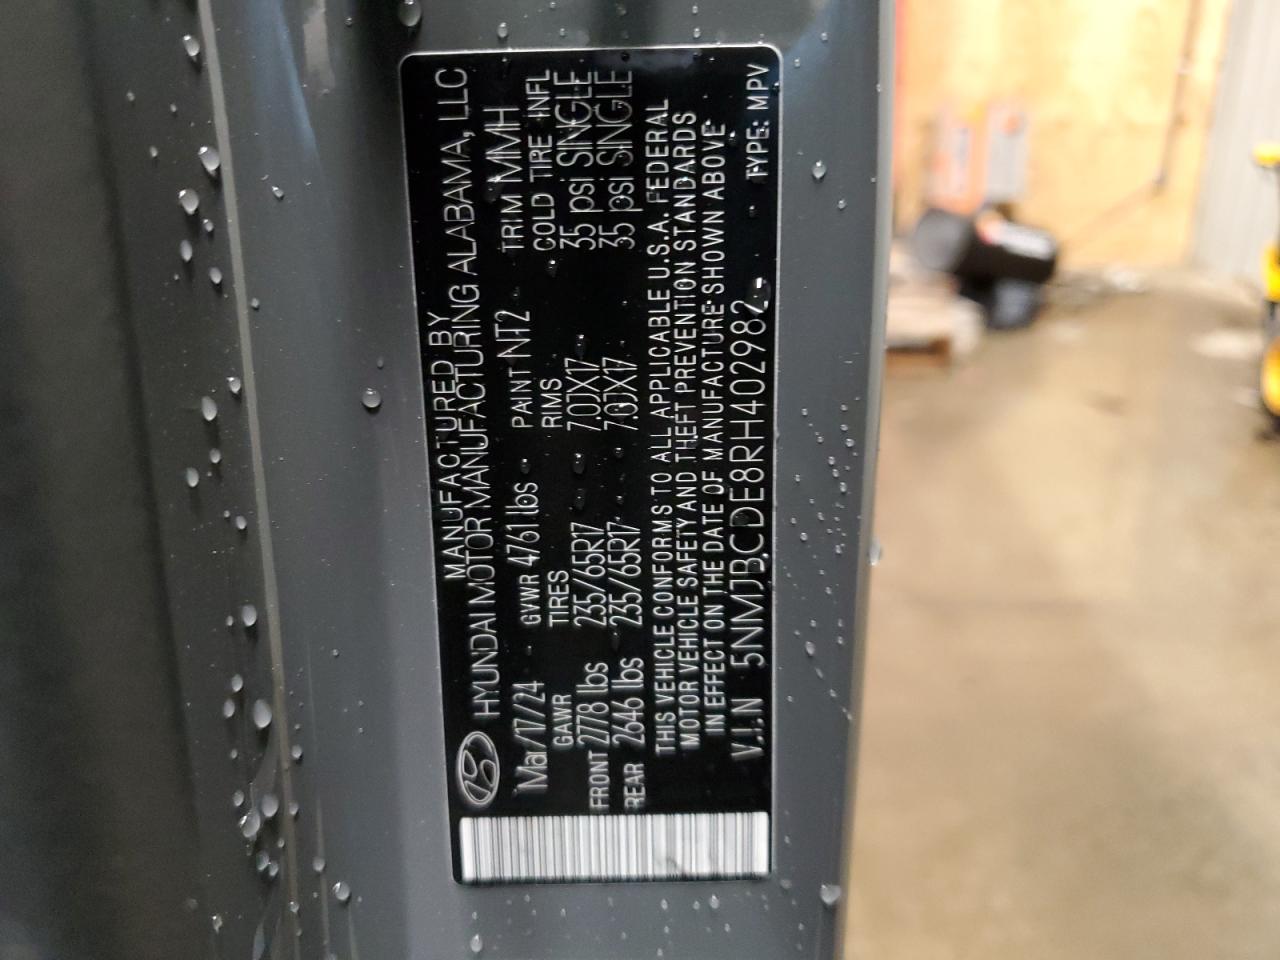 MANUFACTURED BY
HYUNDAI MOTOR MANUFACTURING ALABAMA, LLC
Mar/17/24 GVWR 4761 lbs PAINT NT2 TRIM MMH
GAWR TIRES RIMS COLD TIRE INFL
FRONT 2778 lbs 235/65R17 7.0JX17 35 psi SINGLE
REAR 2646 lbs 235/65R17 7.0JX17 35 psi SINGLE
THIS VEHICLE CONFORMS TO ALL APPLICABLE U.S.A. FEDERAL
MOTOR VEHICLE SAFETY AND THEFT PREVENTION STANDARDS
IN EFFECT ON THE DATE OF MANUFACTURE SHOWN ABOVE
V.I.N 5NMJBCDE8RH402982 TYPE: MPV